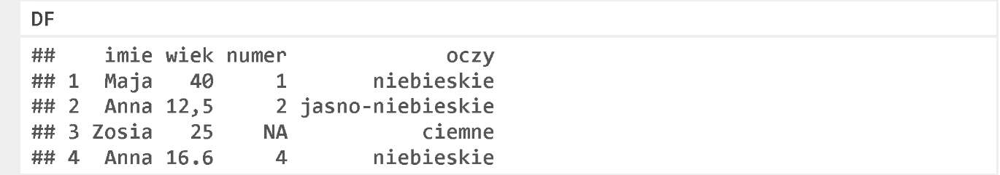 DF
##    imie wiek numer            oczy
## 1  Maja   40     1      niebieskie
## 2  Anna 12,5     2 jasno-niebieskie
## 3 Zosia   25    NA          ciemne
## 4  Anna 16.6     4      niebieskie